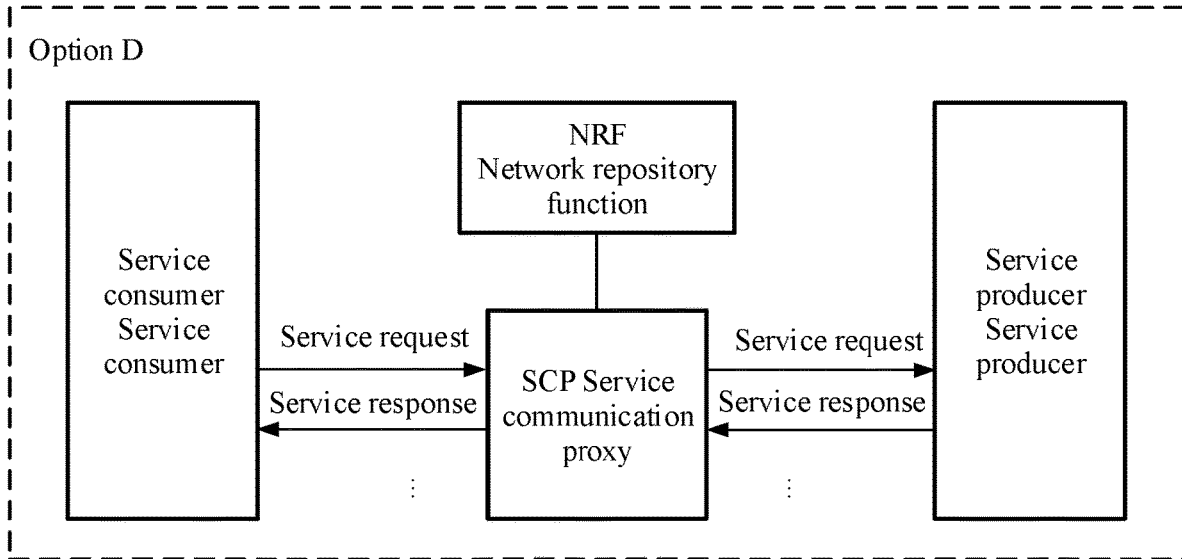 Option D
Service
consumer
Service
consumer
NRF
Network repository
function
Service request
Service response
SCP Service
communication
proxy
Service request
Service response
Service
producer
Service
producer